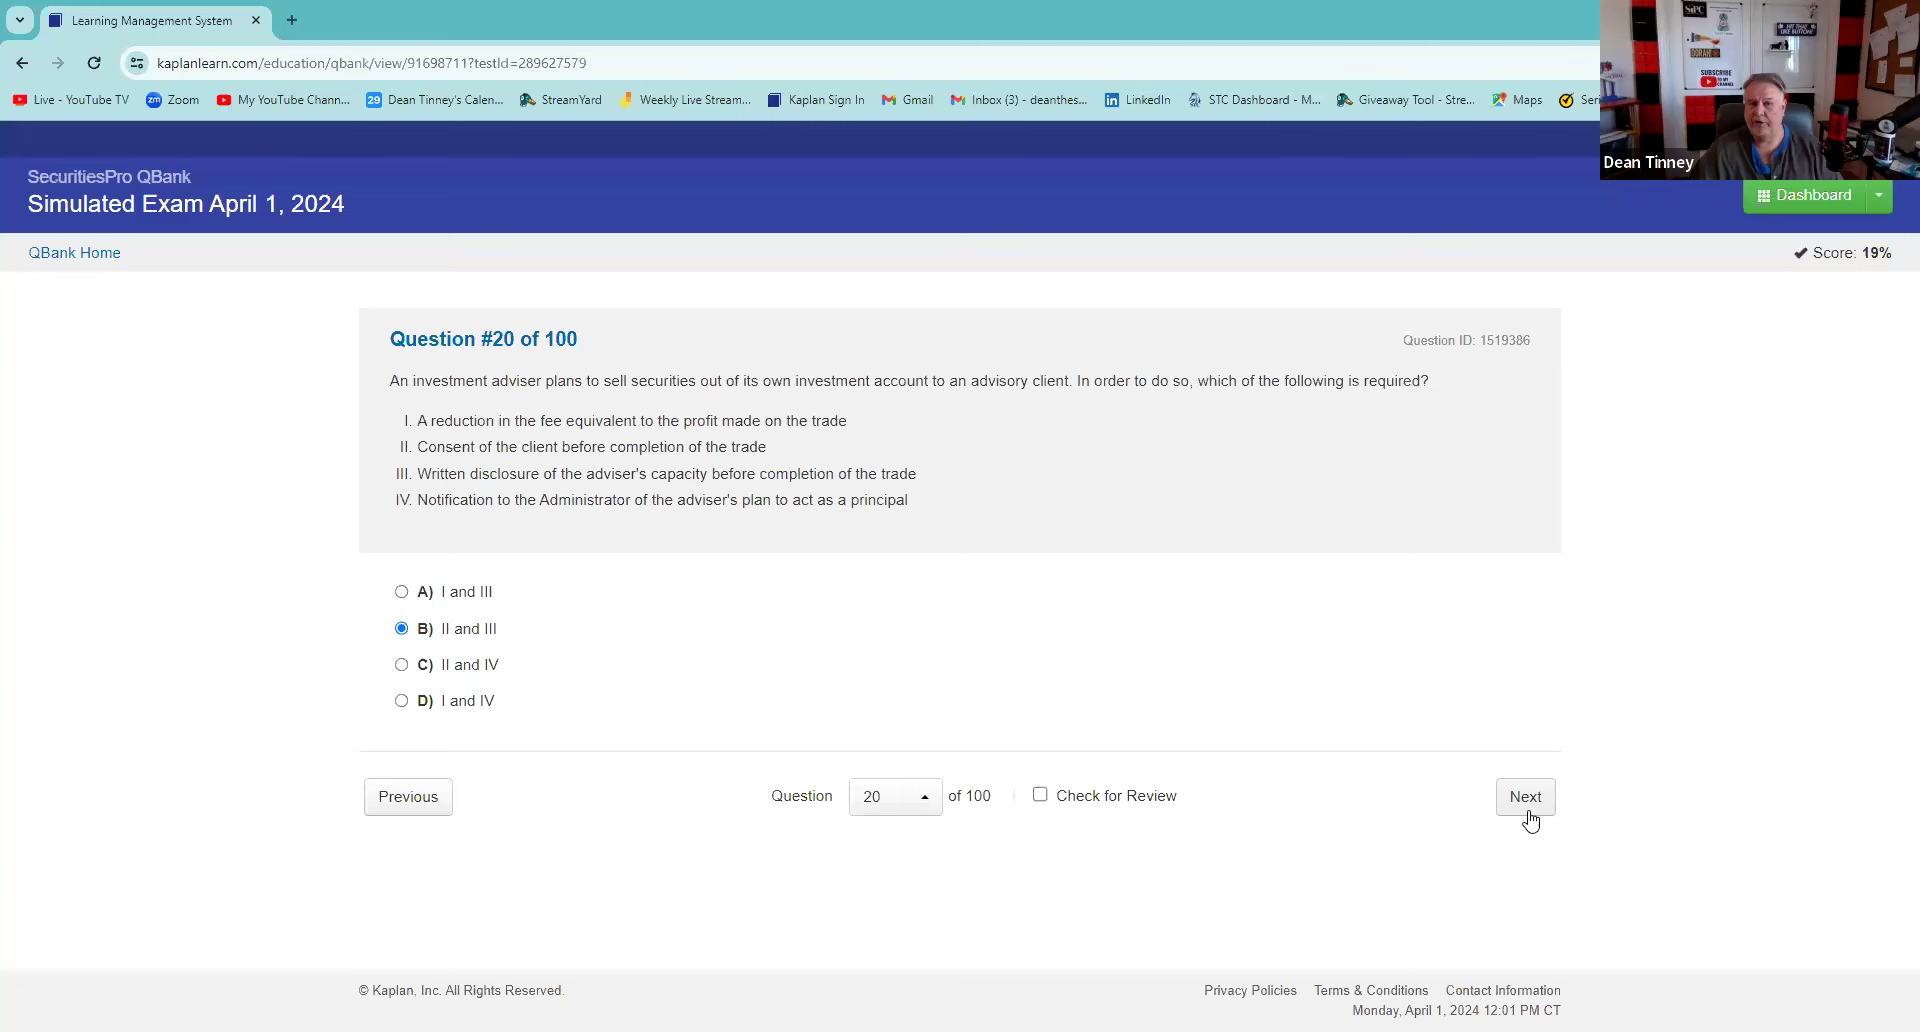 Learning Management System
kaplanlearn.com/education/qbank/view/91698711?testId=289627579
Live - YouTube TV
Zoom
My YouTube Chann...
Dean Tinney's Calen...
StreamYard
Weekly Live Stream...
Kaplan Sign In
Gmail
Inbox (3) - deanthes...
LinkedIn
STC Dashboard - M...
Giveaway Tool - Stre...
Maps
Seri
SIPC
HIT THAT
LIKE BUTTON!
SUBSCRIBE
Dean Tinney
SecuritiesPro QBank
Simulated Exam April 1, 2024
Dashboard
QBank Home
Score: 19%
Question #20 of 100
Question ID: 1519386
An investment adviser plans to sell securities out of its own investment account to an advisory client. In order to do so, which of the following is required?
I. A reduction in the fee equivalent to the profit made on the trade
II. Consent of the client before completion of the trade
III. Written disclosure of the adviser's capacity before completion of the trade
IV. Notification to the Administrator of the adviser's plan to act as a principal
A) I and III
B) II and III
C) II and IV
D) I and IV
Previous
Question 20 of 100
Check for Review
Next
© Kaplan, Inc. All Rights Reserved.
Privacy Policies Terms & Conditions Contact Information
Monday, April 1, 2024 12:01 PM CT